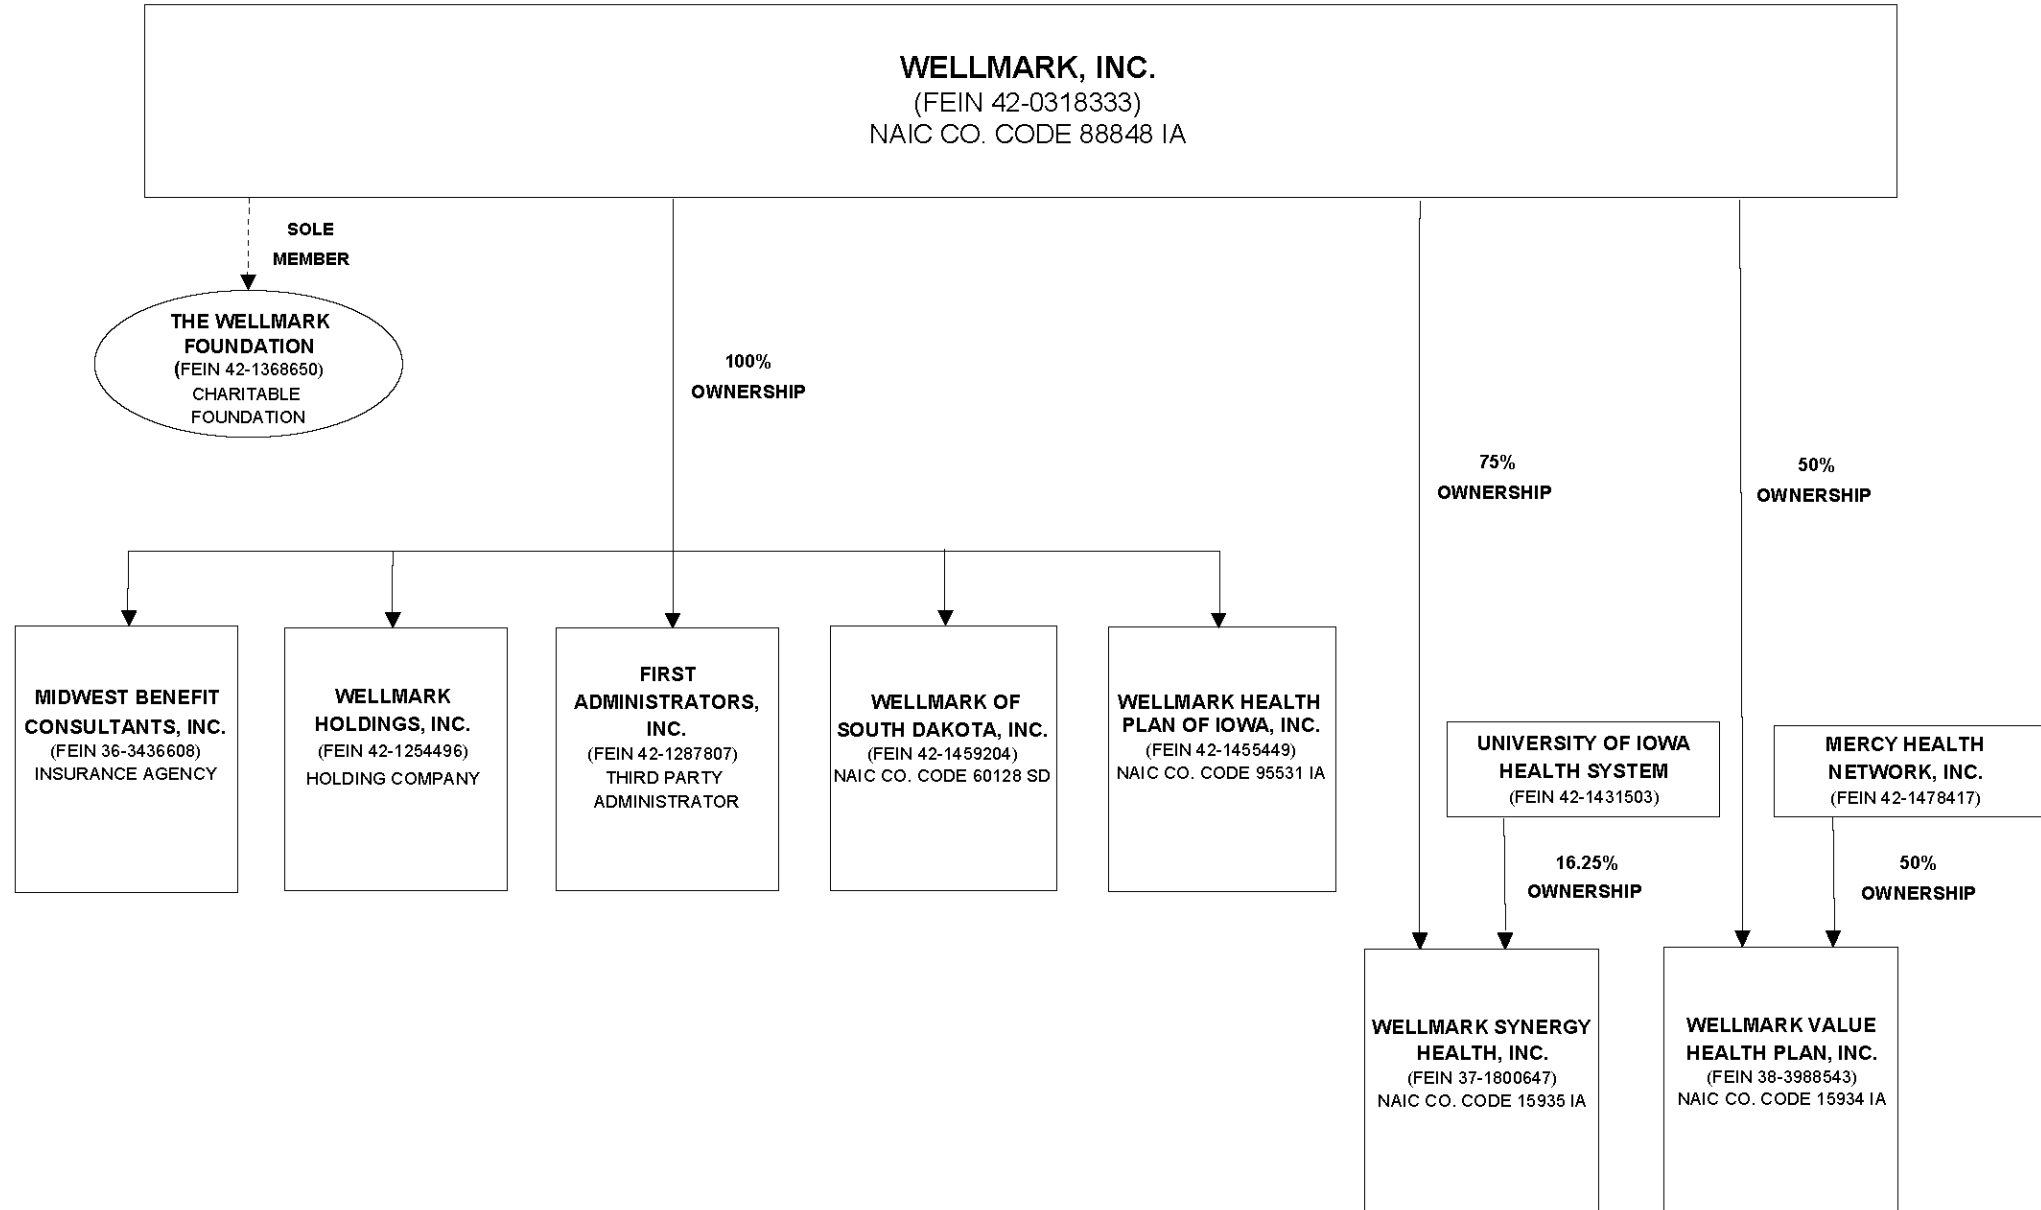 WELLMARK, INC.
(FEIN 42-0318333)
NAIC CO. CODE 88848 IA
SOLE
MEMBER
THE WELLMARK
FOUNDATION
(FEIN 42-1368650)
CHARITABLE
FOUNDATION
100%
OWNERSHIP
75%
OWNERSHIP
50%
OWNERSHIP
MIDWEST BENEFIT
CONSULTANTS, INC.
(FEIN 36-3436608)
INSURANCE AGENCY
WELLMARK
HOLDINGS, INC.
(FEIN 42-1254496)
HOLDING COMPANY
FIRST
ADMINISTRATORS,
INC.
(FEIN 42-1287807)
THIRD PARTY
ADMINISTRATOR
WELLMARK OF
SOUTH DAKOTA, INC.
(FEIN 42-1459204)
NAIC CO. CODE 60128 SD
WELLMARK HEALTH
PLAN OF IOWA, INC.
(FEIN 42-1455449)
NAIC CO. CODE 95531 IA
UNIVERSITY OF IOWA
HEALTH SYSTEM
(FEIN 42-1431503)
MERCY HEALTH
NETWORK, INC.
(FEIN 42-1478417)
16.25%
OWNERSHIP
50%
OWNERSHIP
WELLMARK SYNERGY
HEALTH, INC.
(FEIN 37-1800647)
NAIC CO. CODE 15935 IA
WELLMARK VALUE
HEALTH PLAN, INC.
(FEIN 38-3988543)
NAIC CO. CODE 15934 IA